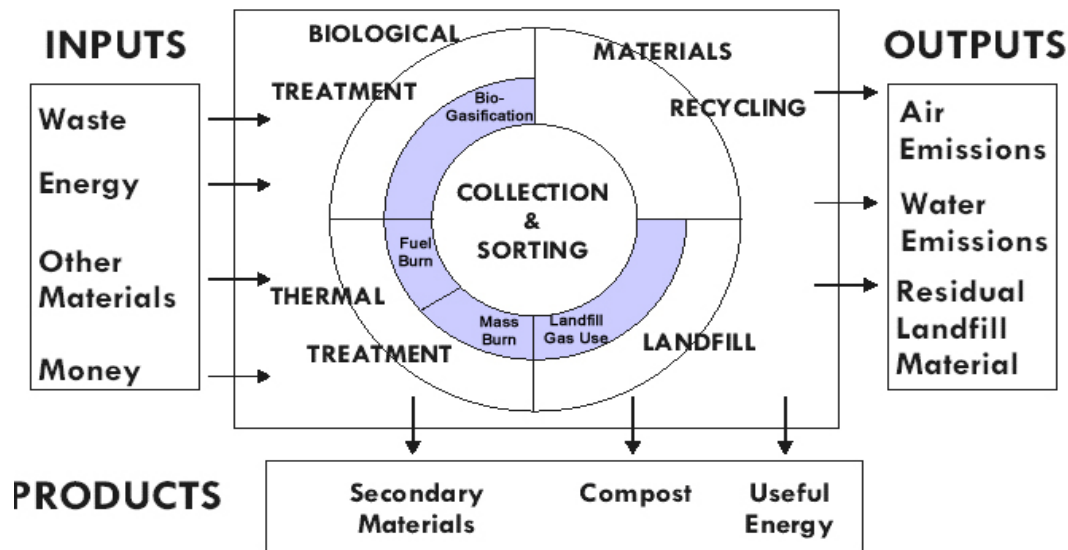 INPUTS
Waste
Energy
Other
Materials
Money
BIOLOGICAL
TREATMENT
Bio-
Gasification
MATERIALS
RECYCLING
COLLECTION
&
SORTING
Fuel
Burn
THERMAL
TREATMENT
Mass
Burn
Landfill
Gas Use
LANDFILL
OUTPUTS
Air
Emissions
Water
Emissions
Residual
Landfill
Material
PRODUCTS
Secondary
Materials
Compost
Useful
Energy